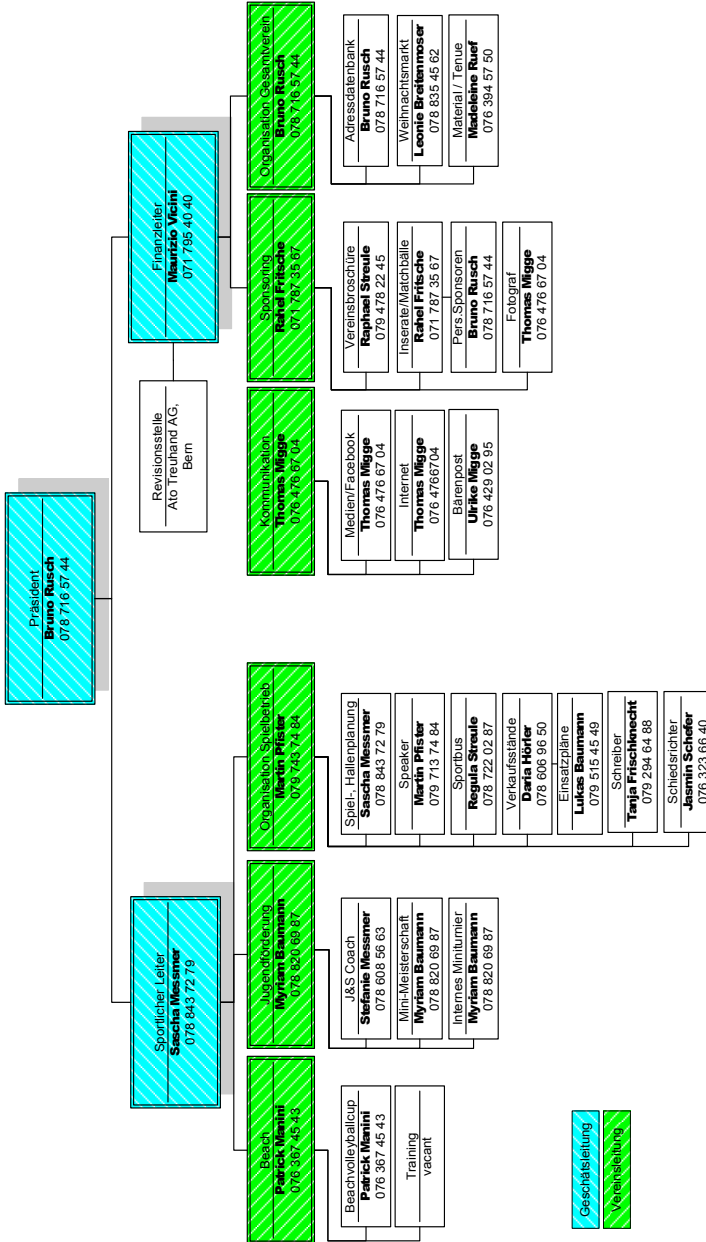 Präsident
Bruno Rusch
078 716 57 44
Sportlicher Leiter
Sascha Messmer
078 843 72 79
Finanzleiter
Maurizio Vicini
071 795 40 40
Revisionsstelle
Ato Treuhand AG,
Bern
Beach
Patrick Manini
076 367 45 43
Jugendförderung
Myriam Baumann
078 820 69 87
Organisation Spielbetrieb
Martin Pfister
079 743 74 84
Kommunikation
Thomas Migge
076 476 67 04
Sponsoring
Rahel Fritsche
071 787 35 67
Organisation Gesamtverein
Bruno Rusch
078 716 57 44
Beachvolleyballcup
Patrick Manini
076 367 45 43
Training
vacant
J&S Coach
Stefanie Messmer
078 608 56 63
Mini-Meisterschaft
Myriam Baumann
078 820 69 87
Internes Miniturnier
Myriam Baumann
078 820 69 87
Spiel-, Hallenplanung
Sascha Messmer
078 843 72 79
Speaker
Martin Pfister
079 713 74 84
Sportbus
Regula Streule
078 722 02 87
Verkaufsstände
Daria Hörler
078 606 96 50
Einsatzpläne
Lukas Baumann
079 515 45 49
Schreiber
Tanja Frischknecht
079 294 64 88
Schiedsrichter
Jasmin Schefer
076 323 66 40
Medien/Facebook
Thomas Migge
076 476 67 04
Internet
Thomas Migge
076 4766704
Bärenpost
Ulrike Migge
076 429 02 95
Vereinsbroschüre
Raphael Streule
079 478 22 45
Inserate/Matchbälle
Rahel Fritsche
071 787 35 67
Pers.Sponsoren
Bruno Rusch
078 716 57 44
Fotograf
Thomas Migge
076 476 67 04
Adressdatenbank
Bruno Rusch
078 716 57 44
Weihnachtsmarkt
Leonie Breitenmoser
078 835 45 62
Material / Tenue
Madeleine Ruef
076 394 57 50
Geschätsleitung
Vereinsleitung